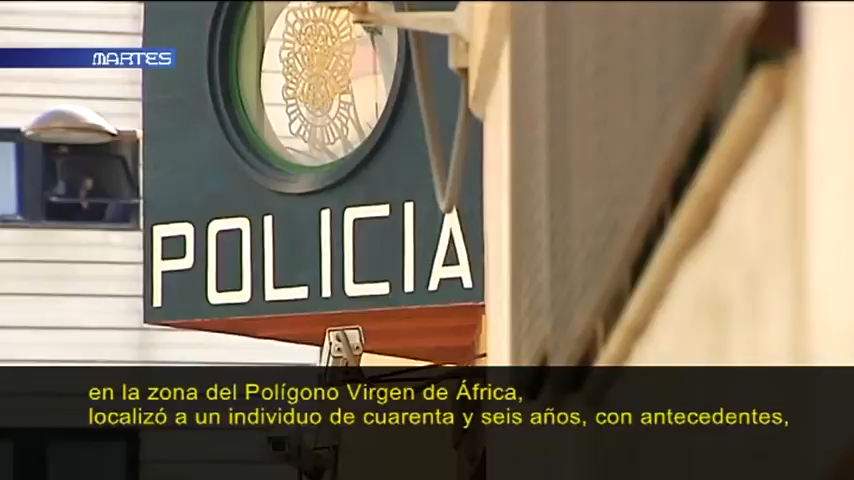 MARTES
POLICIA
en la zona del Polígono Virgen de África,
localizó a un individuo de cuarenta y seis años, con antecedentes,